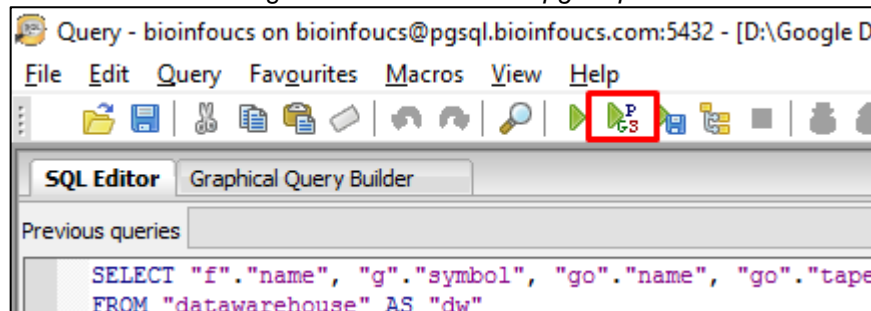 Query - bioinfoucs on bioinfoucs@pgsql.bioinfoucs.com:5432 - [D:\Google D
File Edit Query Favourites Macros View Help
P
GS
SQL Editor Graphical Query Builder
Previous queries
SELECT "f"."name", "g"."symbol", "go"."name", "go"."tape
FROM "datawarehouse" AS "dw"